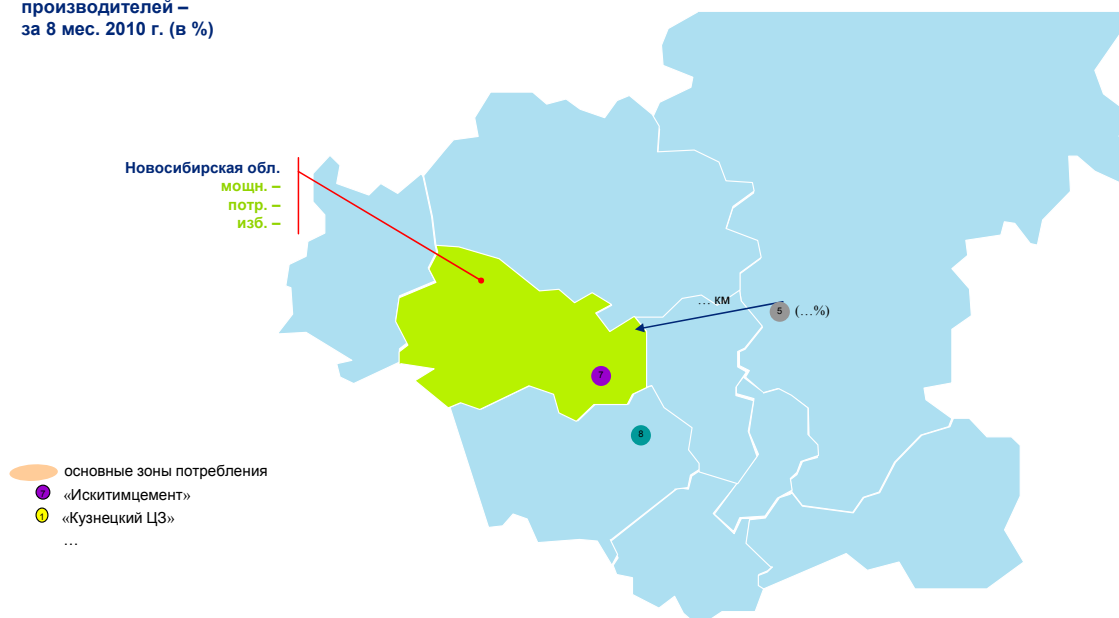 производителей –
за 8 мес. 2010 г. (в %)
Новосибирская обл.
мощн. –
потр. –
изб. –
... км
5 (...%)
7
8
основные зоны потребления
7 «Искитимцемент»
1 «Кузнецкий ЦЗ»
...